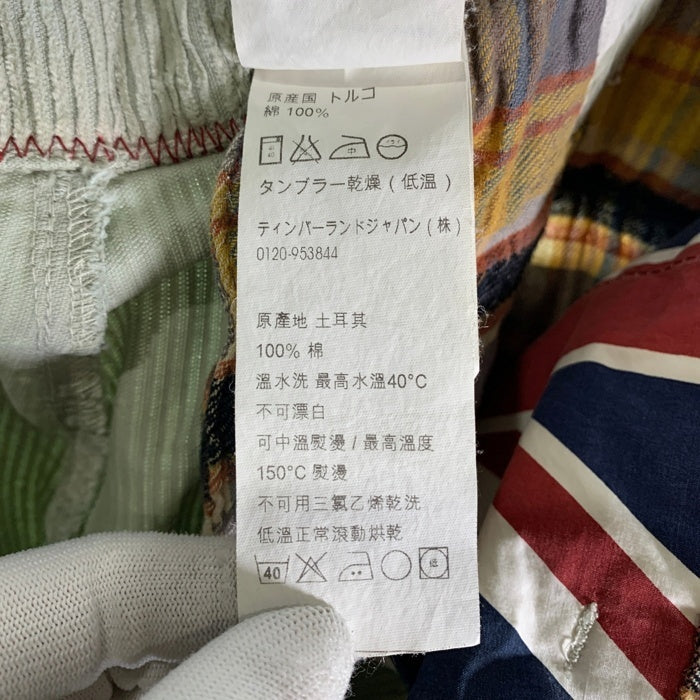 原産国 トルコ
綿 100%
中
タンブラー乾燥 ( 低温 )
ティンバーランドジャパン ( 株 )
0120-953844
原產地 土耳其
100% 棉
溫水洗 最高水溫40°C
不可漂白
可中溫熨燙 / 最高溫度
150°C 熨燙
不可用三氯乙烯乾洗
低溫正常滾動烘乾
40 低